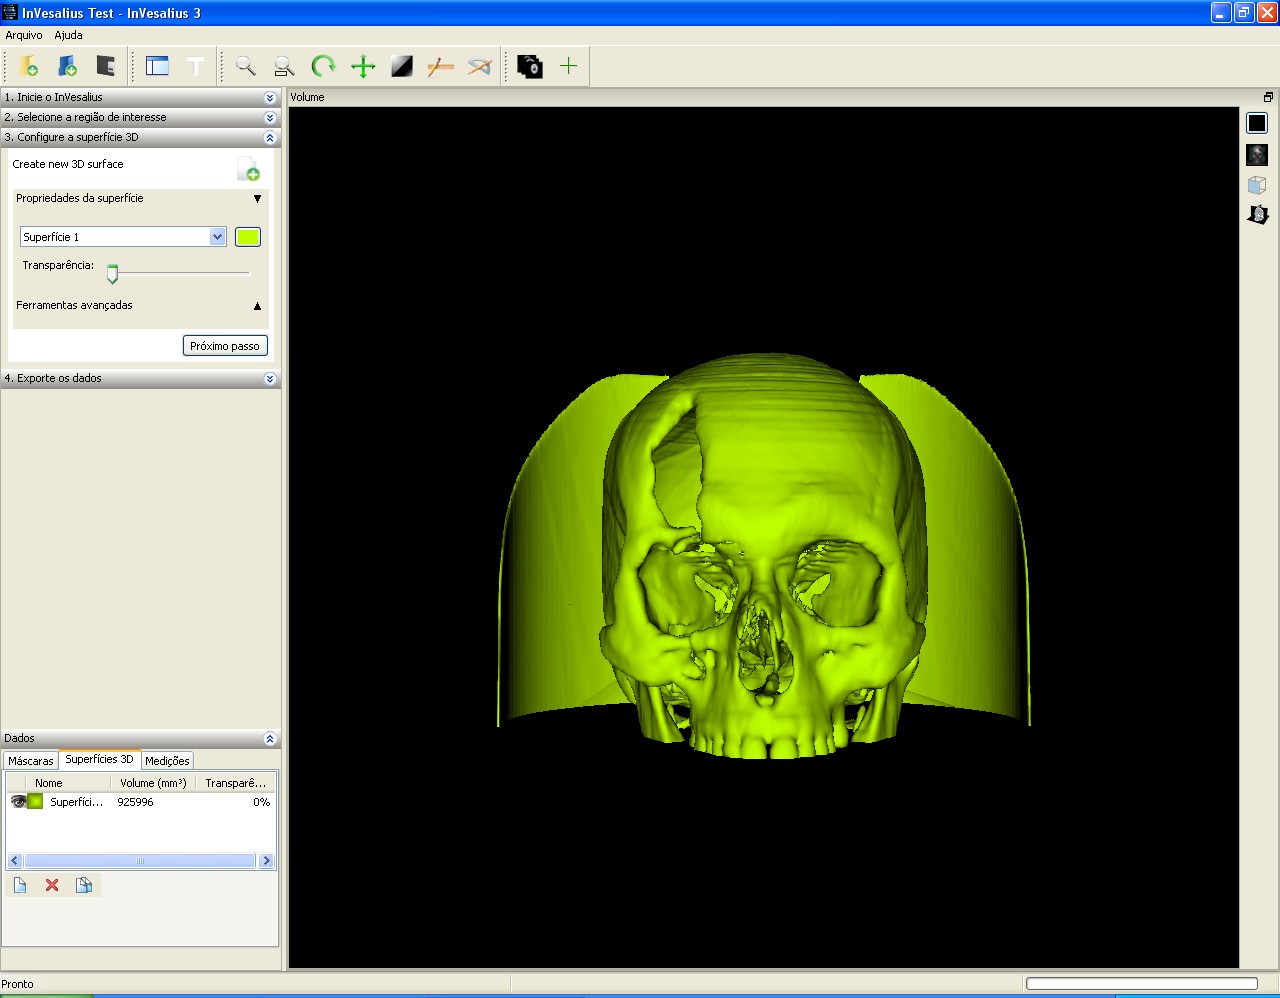 InVesalius Test - InVesalius 3
Arquivo Ajuda
1. Inicie o InVesalius
2. Selecione a região de interesse
3. Configure a superfície 3D
Create new 3D surface
Propriedades da superfície
Superfície 1
Transparência:
Ferramentas avançadas
Próximo passo
4. Exporte os dados
Dados
Máscaras Superfícies 3D Medições
Nome Volume (mm³) Transparê...
Superfíci... 925996 0%
Pronto
Volume